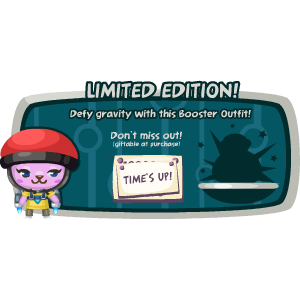 LIMITED EDITION!
Defy gravity with this Booster Outfit!
Don't miss out!
(giftable at purchase)
TIME'S UP!